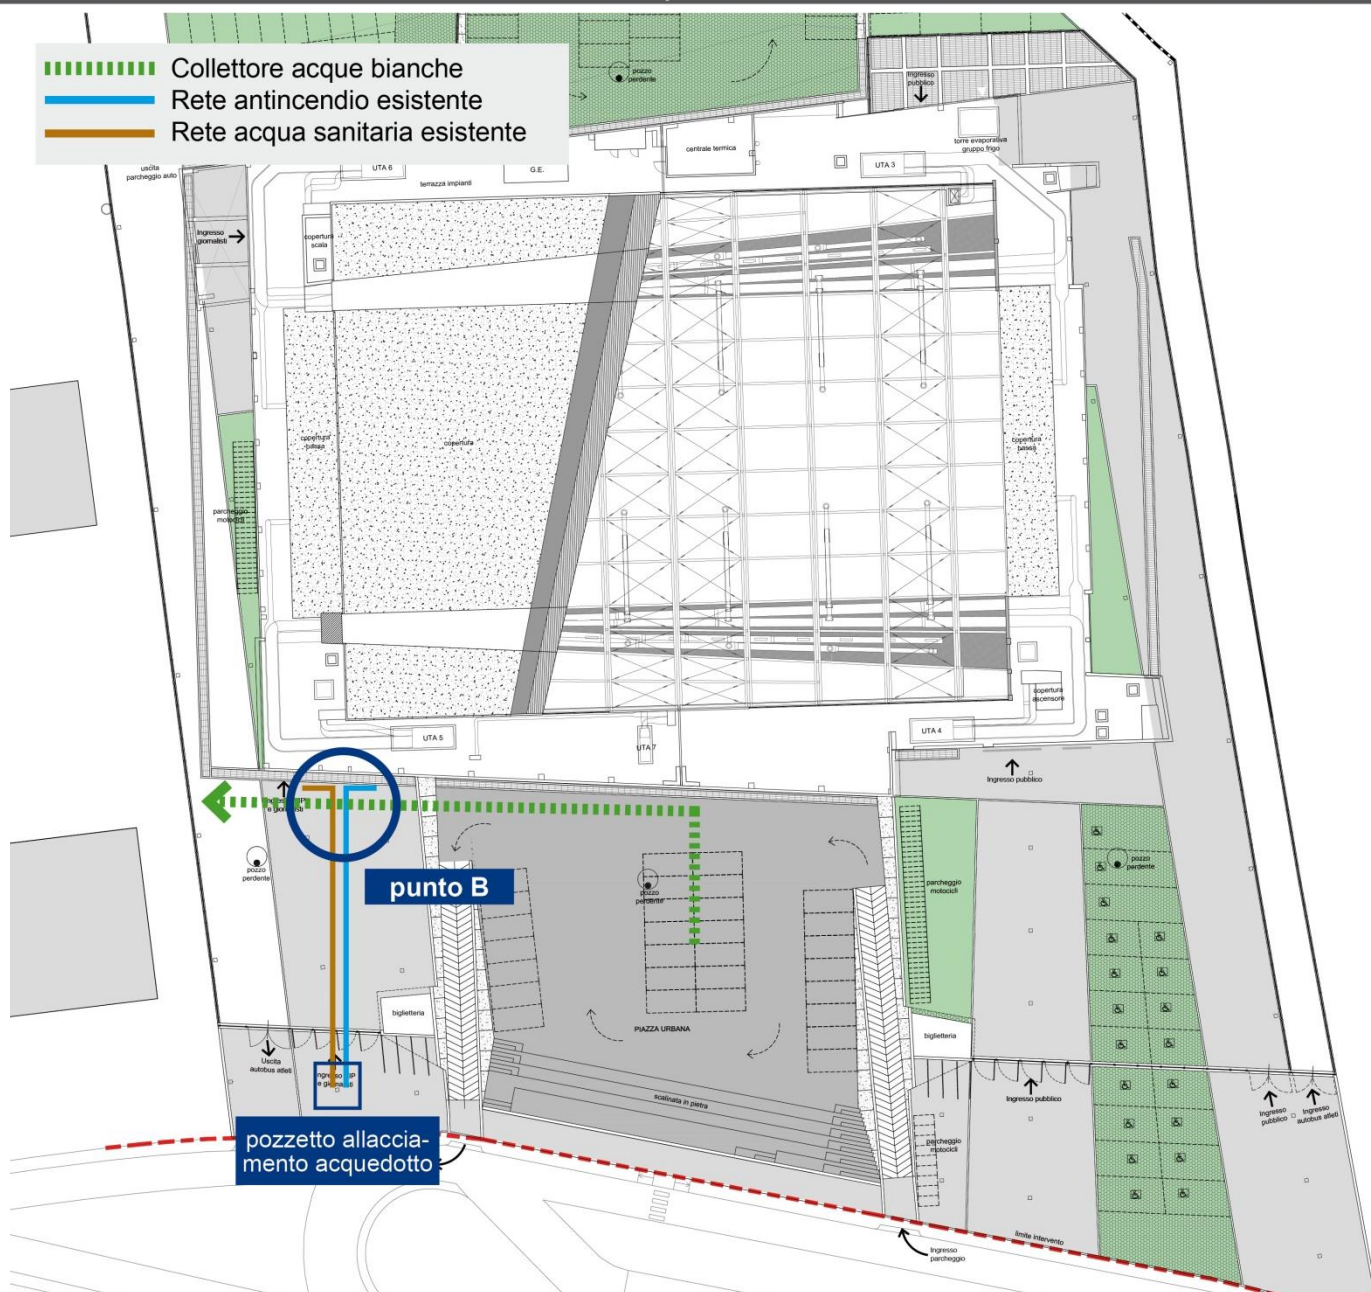 Collettore acque bianche
Rete antincendio esistente
Rete acqua sanitaria esistente
pozzo
perdente
Ingresso
pubblico
uscita
parcheggio auto
UTA 6
terrazza impianti
G.E.
centrale termica
UTA 3
torre evaporativa
gruppo frigo
Ingresso
giornalisti
copertura
scala
copertura
bassa
copertura
copertura
bassa
parcheggio
motocicli
copertura
ascensore
UTA 5
UTA 7
UTA 4
Ingresso pubblico
e giornalisti
pozzo
perdente
punto B
pozzo
perdente
parcheggio
motocicli
pozzo
perdente
biglietteria
PIAZZA URBANA
biglietteria
Uscita
autobus atleti
e giornalisti
scalinata in pietra
Ingresso pubblico
Ingresso
pubblico
Ingresso
autobus atleti
pozzetto allaccia-
mento acquedotto
parcheggio
motocicli
limite intervento
Ingresso
parcheggio